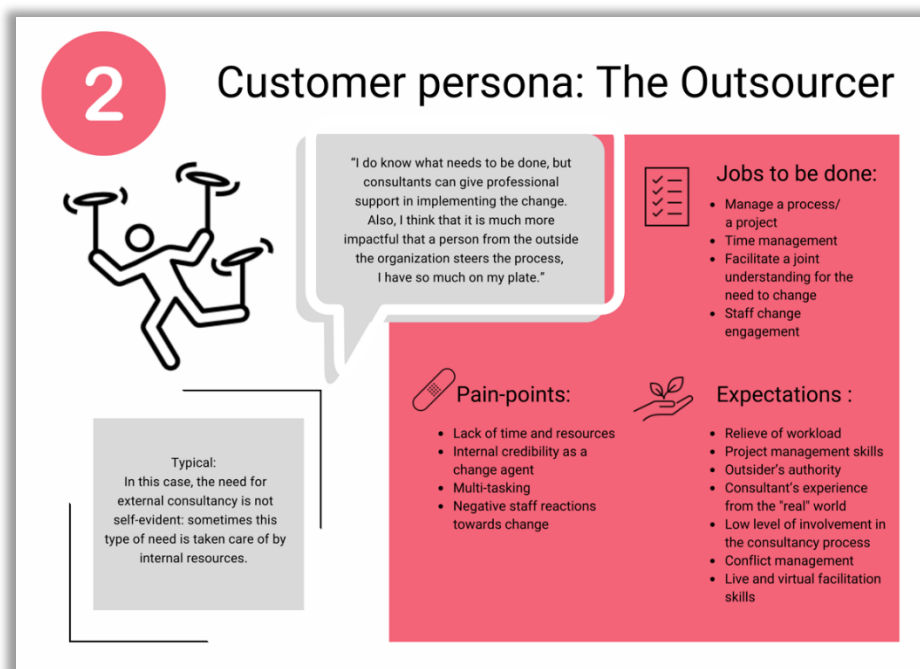 2
Customer persona: The Outsourcer
"I do know what needs to be done, but
consultants can give professional
support in implementing the change.
Also, I think that it is much more
impactful that a person from the outside
the organization steers the process,
I have so much on my plate."
Jobs to be done:
• Manage a process/
a project
• Time management
• Facilitate a joint
understanding for the
need to change
• Staff change
engagement
Pain-points:
• Lack of time and resources
• Internal credibility as a
change agent
• Multi-tasking
• Negative staff reactions
towards change
Expectations :
• Relieve of workload
• Project management skills
• Outsider's authority
• Consultant's experience
from the "real" world
• Low level of involvement in
the consultancy process
• Conflict management
• Live and virtual facilitation
skills
Typical:
In this case, the need for
external consultancy is not
self-evident: sometimes this
type of need is taken care of by
internal resources.